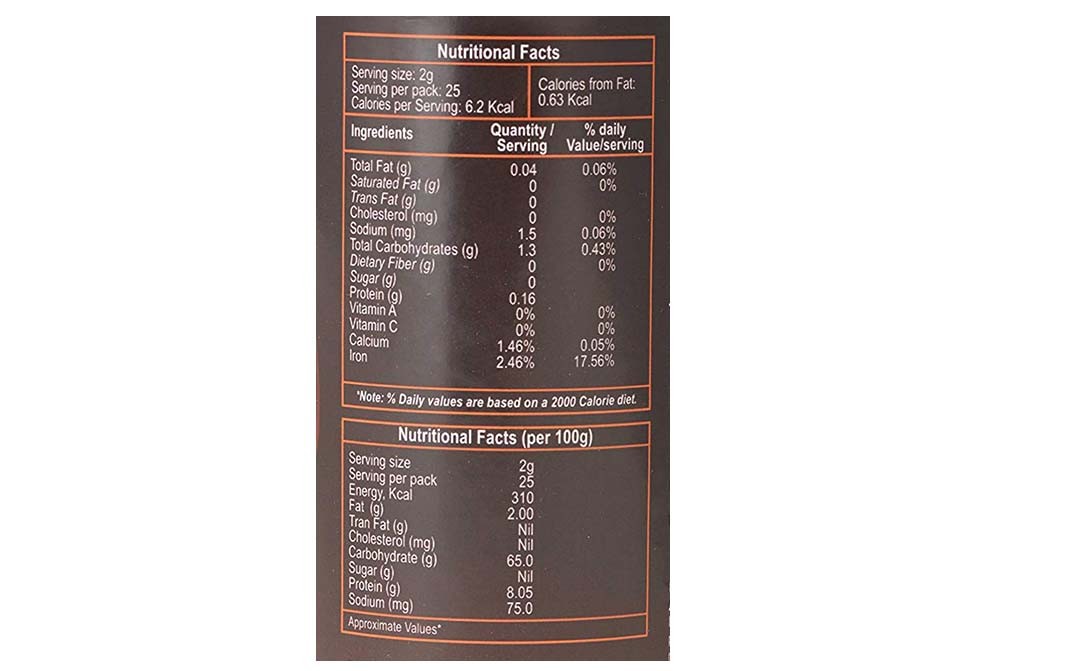 Nutritional Facts
Serving size: 2g
Serving per pack: 25
Calories per Serving: 6.2 Kcal
Calories from Fat:
0.63 Kcal
Ingredients Quantity / Serving % daily Value/serving
Total Fat (g) 0.04 0.06%
Saturated Fat (g) 0 0%
Trans Fat (g) 0
Cholesterol (mg) 0 0%
Sodium (mg) 1.5 0.06%
Total Carbohydrates (g) 1.3 0.43%
Dietary Fiber (g) 0 0%
Sugar (g) 0
Protein (g) 0.16
Vitamin A 0% 0%
Vitamin C 0% 0%
Calcium 1.46% 0.05%
Iron 2.46% 17.56%
*Note: % Daily values are based on a 2000 Calorie diet.
Nutritional Facts (per 100g)
Serving size 2g
Serving per pack 25
Energy, Kcal 310
Fat (g) 2.00
Tran Fat (g) Nil
Cholesterol (mg) Nil
Carbohydrate (g) 65.0
Sugar (g) Nil
Protein (g) 8.05
Sodium (mg) 75.0
Approximate Values*